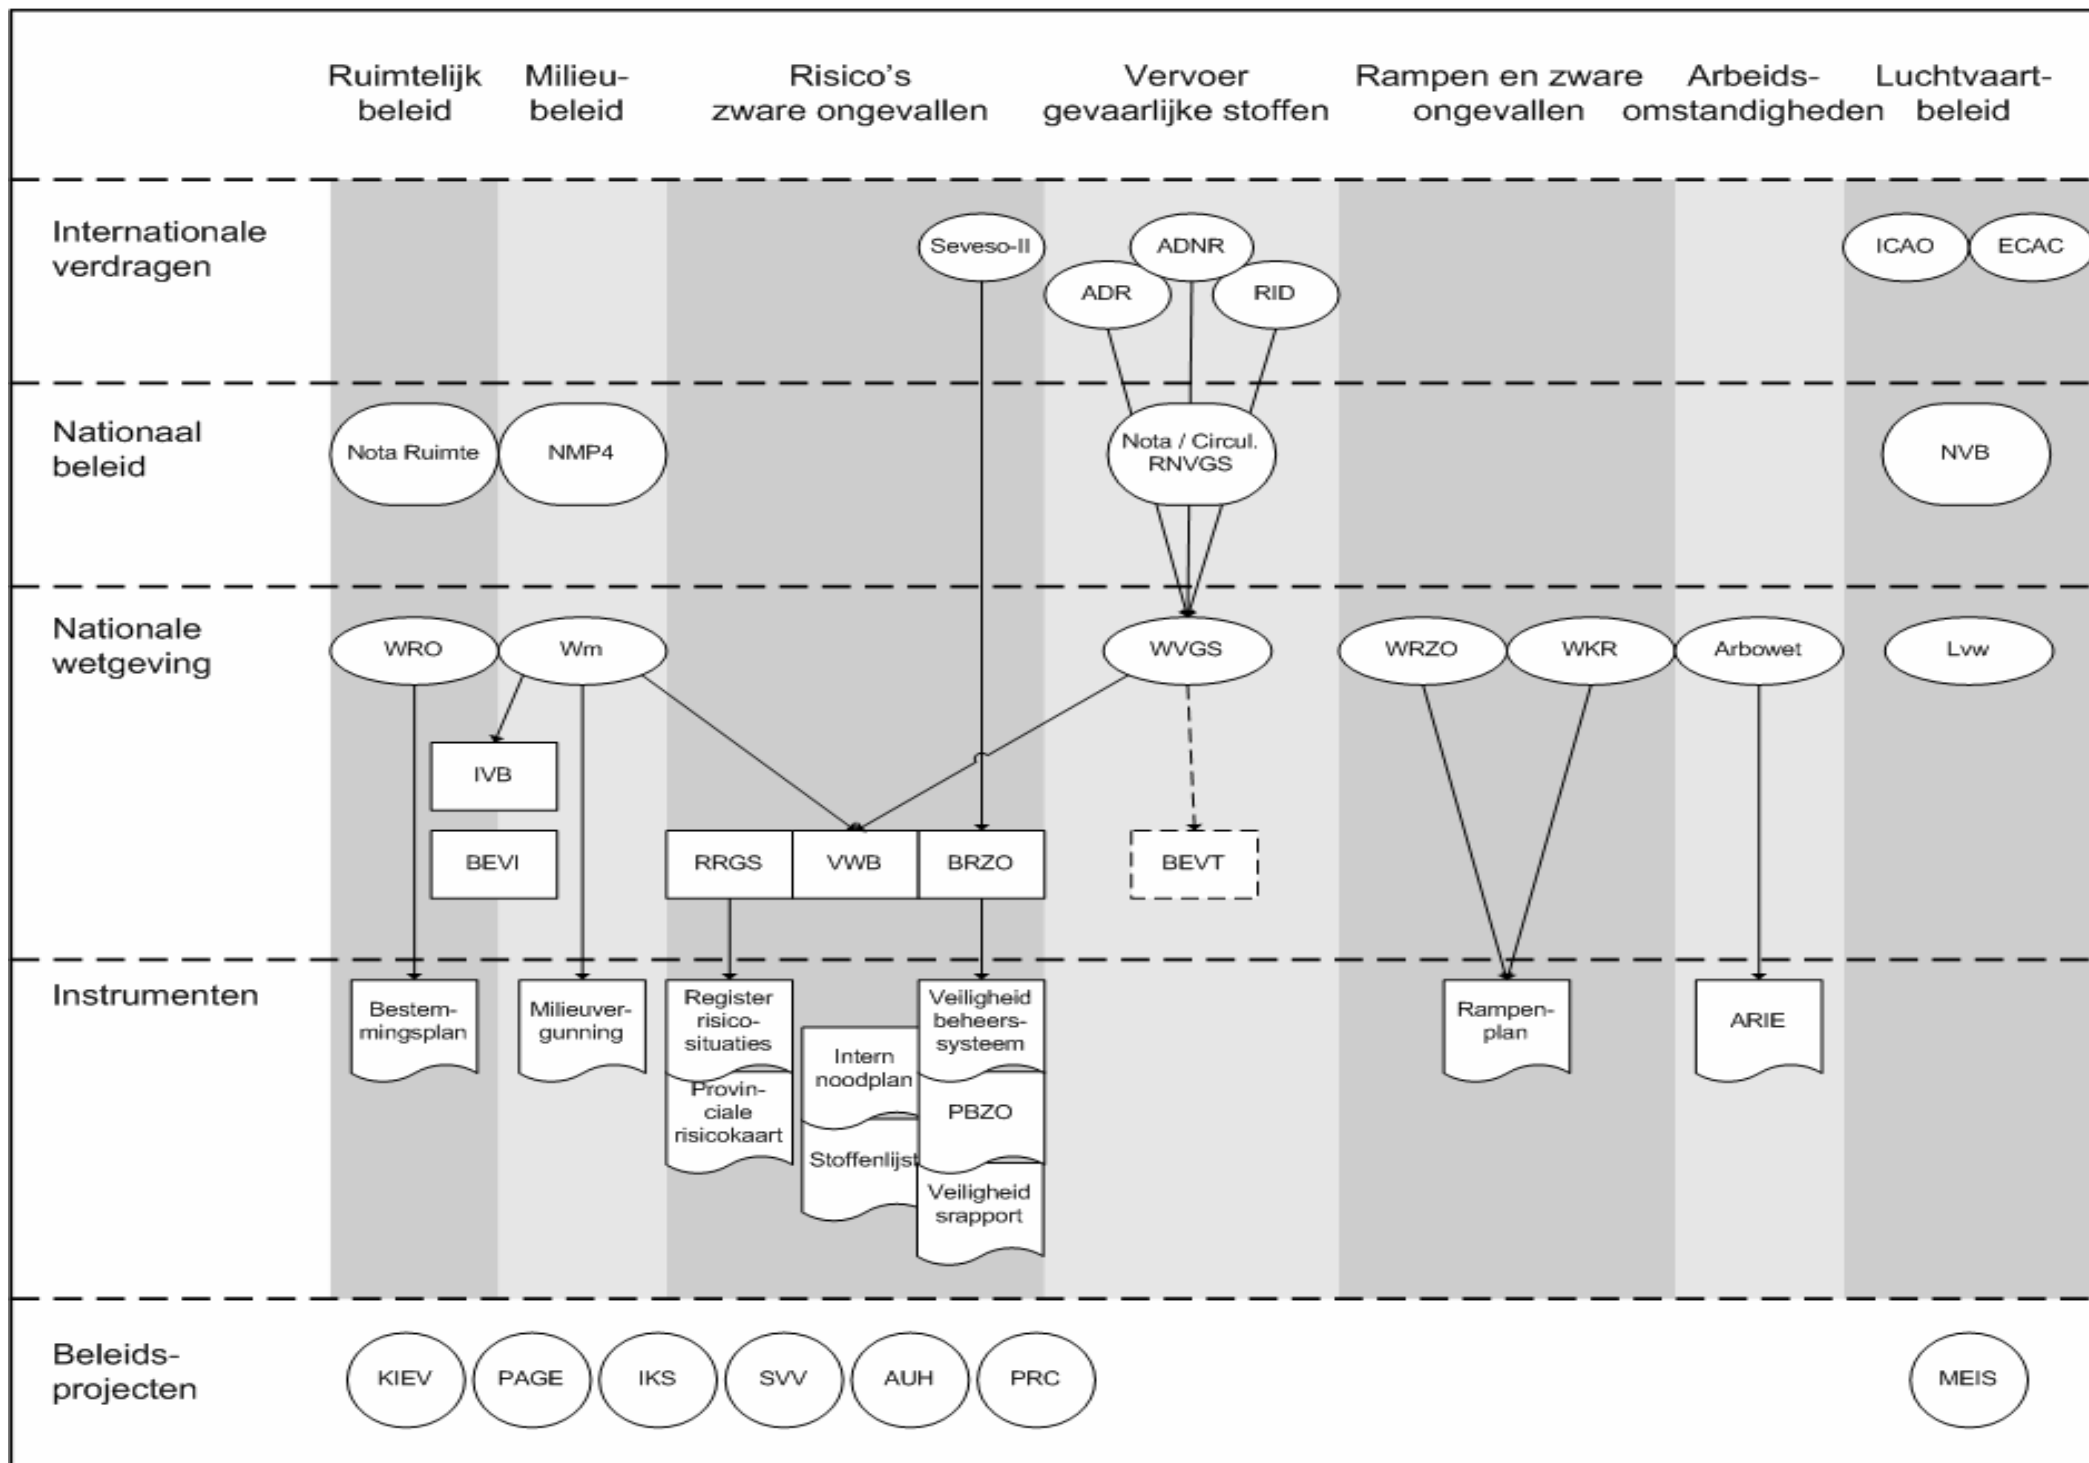 Ruimtelijk
beleid
Milieu-
beleid
Risico's
zware ongevallen
Vervoer
gevaarlijke stoffen
Rampen en zware
ongevallen
Arbeids-
omstandigheden
Luchtvaart-
beleid
Internationale
verdragen
Seveso-II
ADR
ADNR
RID
ICAO
ECAC
Nationaal
beleid
Nota Ruimte
NMP4
Nota / Circul.
RNVGS
NVB
Nationale
wetgeving
WRO
Wm
WVGS
WRZO
WKR
Arbowet
Lvw
IVB
BEVI
RRGS
VWB
BRZO
BEVT
Instrumenten
Bestem-
mingsplan
Milieuver-
gunning
Register
risico-
situaties
Provin-
ciale
risicokaart
Intern
noodplan
Stoffenlijst
Veiligheid
beheers-
systeem
PBZO
Veiligheid
srapport
Rampen-
plan
ARIE
Beleids-
projecten
KIEV
PAGE
IKS
SVV
AUH
PRC
MEIS